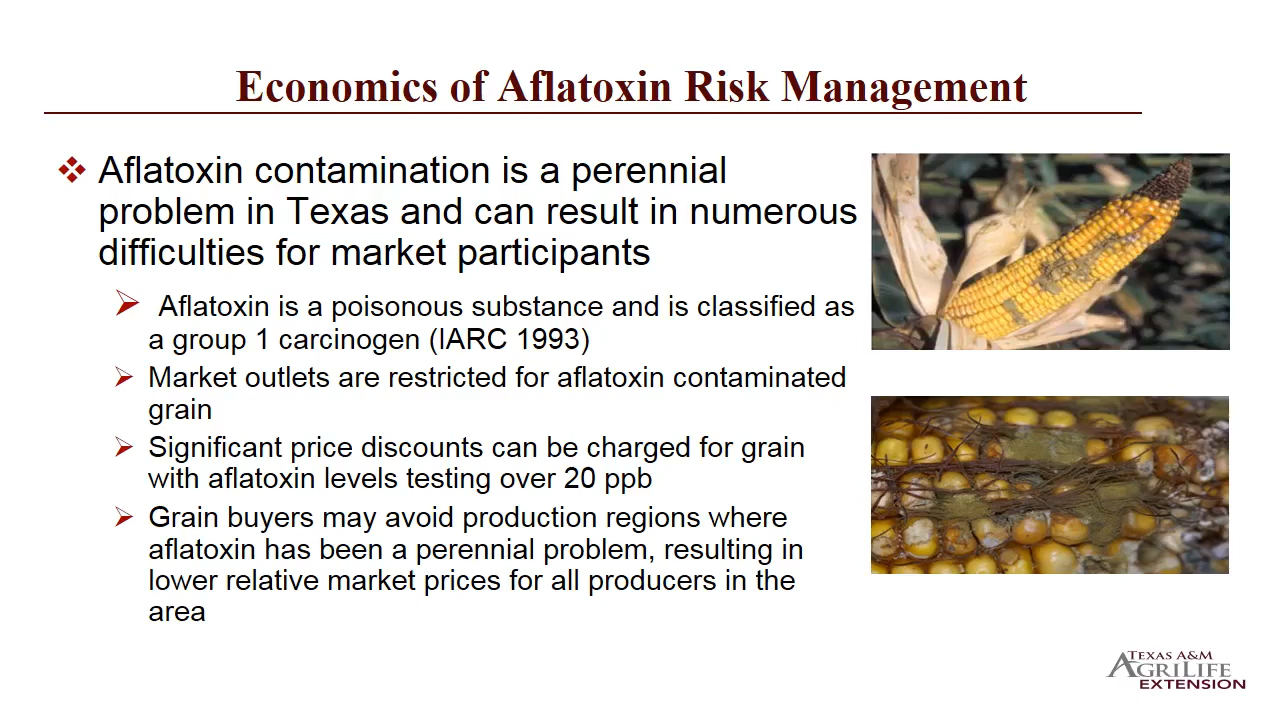 Economics of Aflatoxin Risk Management
Aflatoxin contamination is a perennial
problem in Texas and can result in numerous
difficulties for market participants
Aflatoxin is a poisonous substance and is classified as
a group 1 carcinogen (IARC 1993)
Market outlets are restricted for aflatoxin contaminated
grain
Significant price discounts can be charged for grain
with aflatoxin levels testing over 20 ppb
Grain buyers may avoid production regions where
aflatoxin has been a perennial problem, resulting in
lower relative market prices for all producers in the
area
TEXAS A&M
AGRILIFE
EXTENSION